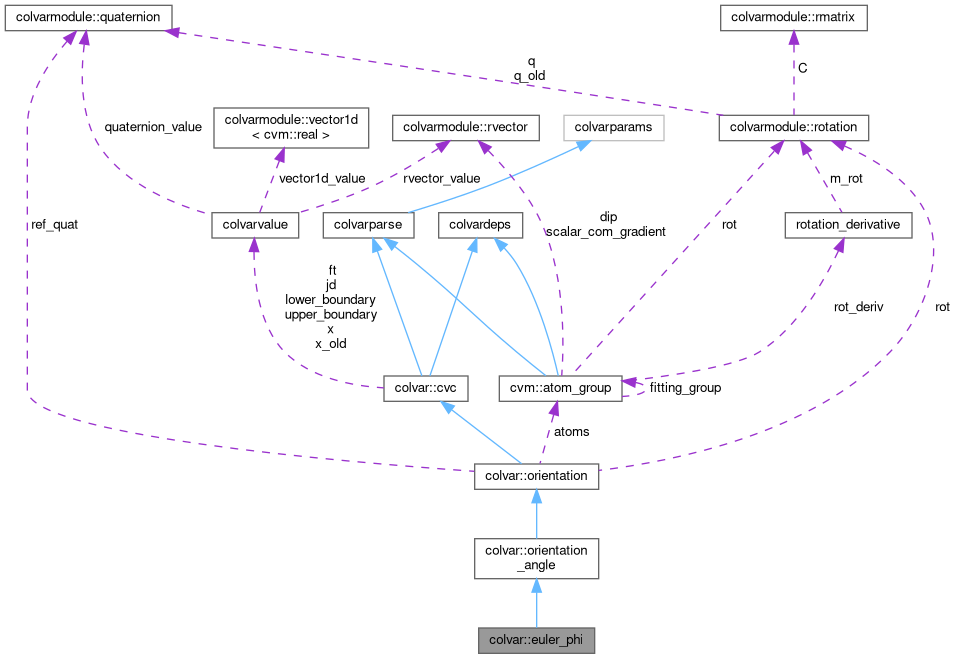 colvarmodule::quaternion
colvarmodule::rmatrix
q
q_old
C
colvarmodule::vector1d
< cvm::real >
colvarmodule::rvector
colvarparams
colvarmodule::rotation
quaternion_value
vector1d_value
rvector_value
m_rot
ref_quat
colvarvalue
colvarparse
colvardeps
dip
scalar_com_gradient
rot
rotation_derivative
ft
jd
lower_boundary
upper_boundary
x
x_old
rot_deriv
rot
colvar::cvc
cvm::atom_group
fitting_group
atoms
colvar::orientation
colvar::orientation
_angle
colvar::euler_phi